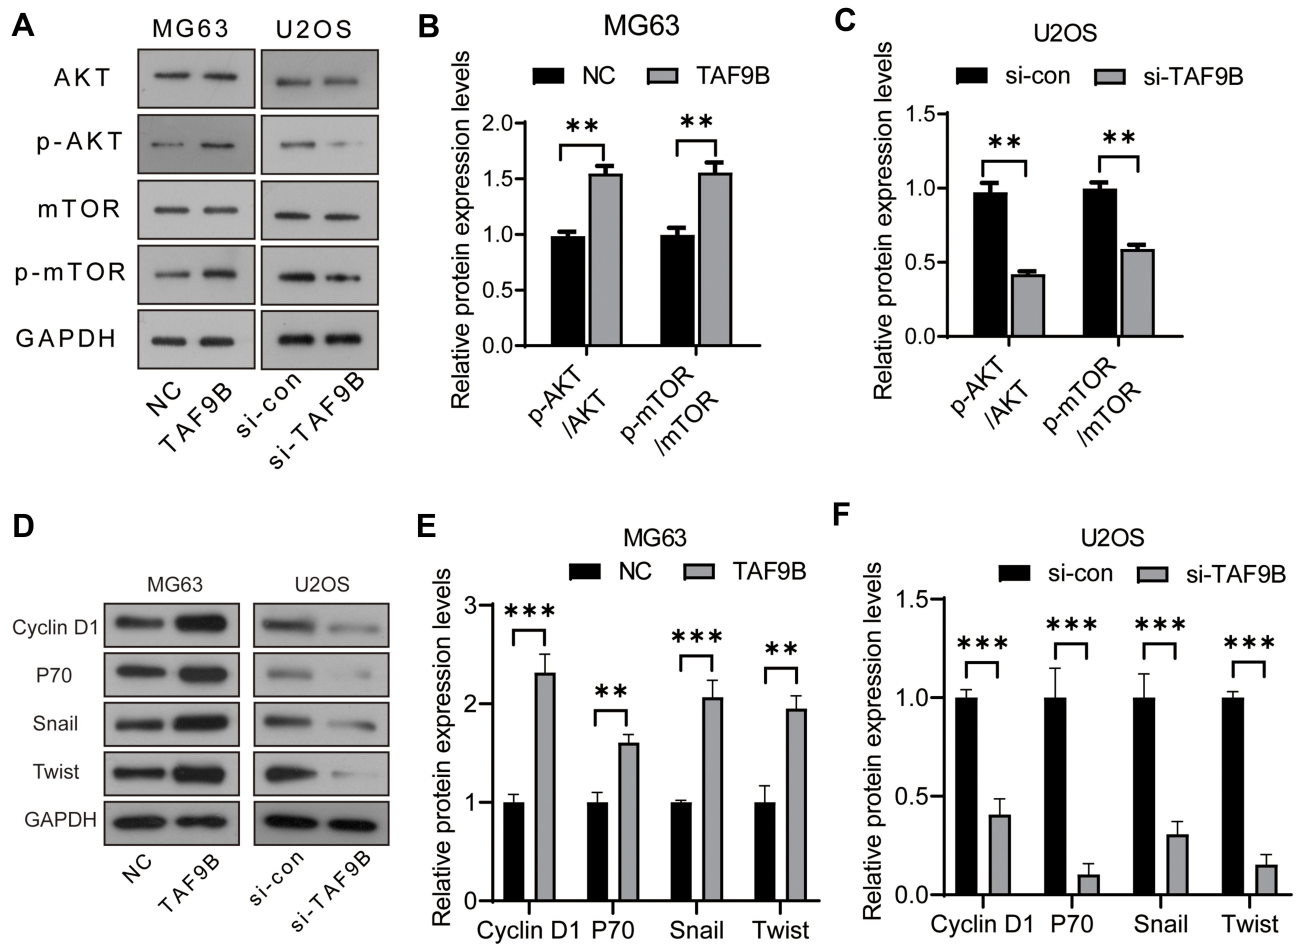 A
MG63 U2OS
AKT
p-AKT
mTOR
p-mTOR
GAPDH
NC
TAF9B
si-con
si-TAF9B
B
MG63
NC TAF9B
Relative protein expression levels
2.0
1.5
1.0
0.5
0.0
** **
p-AKT
/AKT
p-mTOR
/mTOR
C
U2OS
si-con si-TAF9B
Relative protein expression levels
1.5
1.0
0.5
0.0
** **
p-AKT
/AKT
p-mTOR
/mTOR
D
MG63 U2OS
Cyclin D1
P70
Snail
Twist
GAPDH
NC
TAF9B
si-con
si-TAF9B
E
MG63
NC TAF9B
Relative protein expression levels
3
2
1
0
*** ** *** **
Cyclin D1 P70 Snail Twist
F
U2OS
si-con si-TAF9B
Relative protein expression levels
1.5
1.0
0.5
0.0
*** *** *** ***
Cyclin D1 P70 Snail Twist